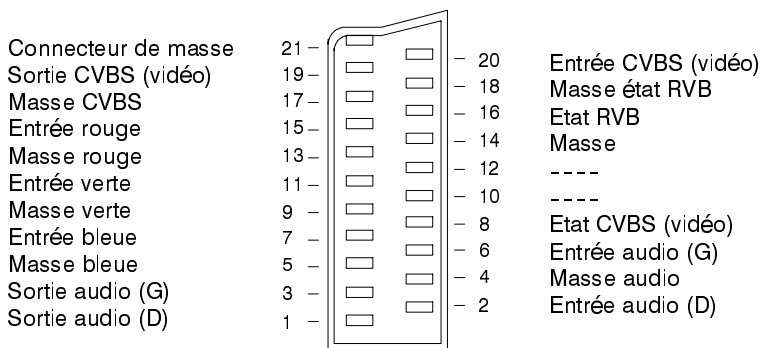 Connecteur de masse 21 –
Sortie CVBS (vidéo) 19 –
Masse CVBS 17 –
Entrée rouge 15 –
Masse rouge 13 –
Entrée verte 11 –
Masse verte 9 –
Entrée bleue 7 –
Masse bleue 5 –
Sortie audio (G) 3 –
Sortie audio (D) 1 –
– 20 Entrée CVBS (vidéo)
– 18 Masse état RVB
– 16 Etat RVB
– 14 Masse
– 12 ----
– 10 ----
– 8 Etat CVBS (vidéo)
– 6 Entrée audio (G)
– 4 Masse audio
– 2 Entrée audio (D)